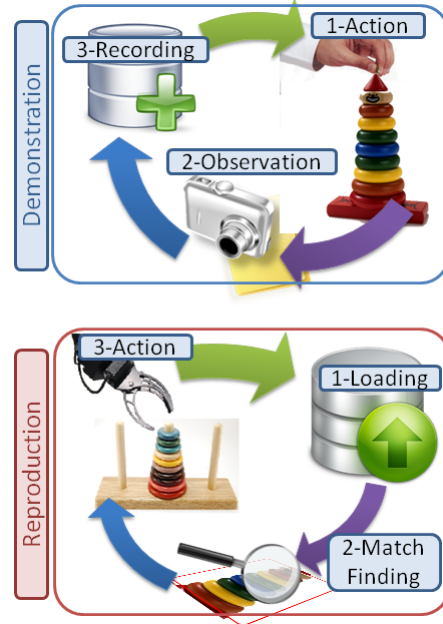 Demonstration
3-Recording
1-Action
2-Observation
Reproduction
3-Action
1-Loading
2-Match
Finding